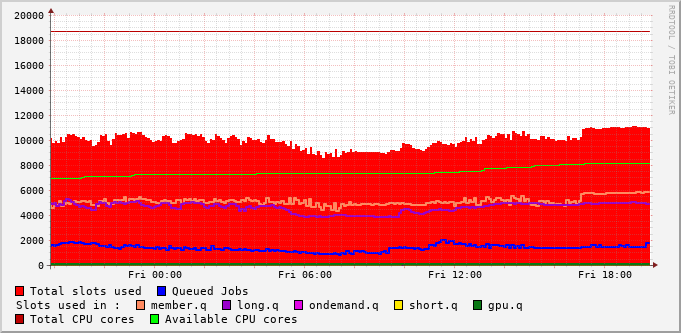 20000
18000
16000
14000
12000
10000
8000
6000
4000
2000
0
Fri 00:00 Fri 06:00 Fri 12:00 Fri 18:00
RRDTOOL / TOBI OETIKER
Total slots used Queued Jobs
Slots used in : member.q long.q ondemand.q short.q gpu.q
Total CPU cores Available CPU cores